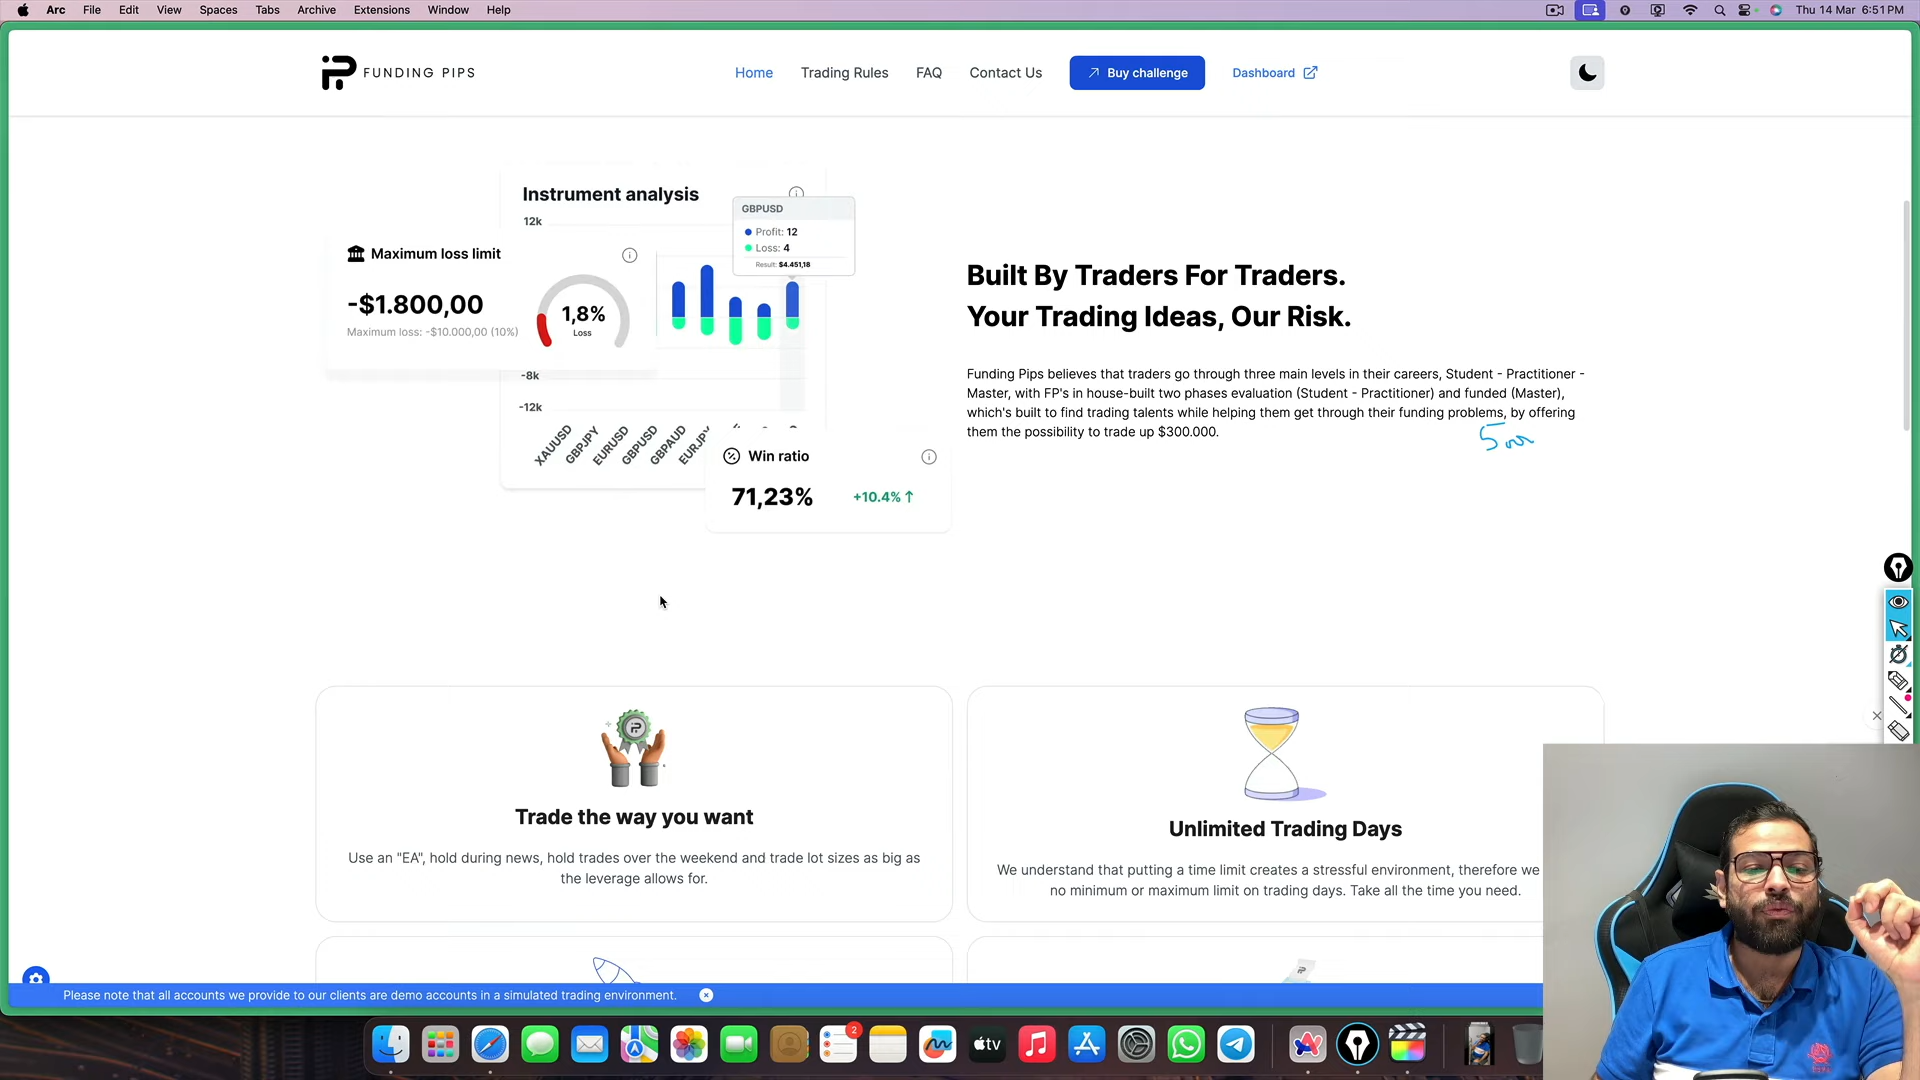 Arc File Edit View Spaces Tabs Archive Extensions Window Help Thu 14 Mar 6:51 PM
FUNDING PIPS Home Trading Rules FAQ Contact Us Buy challenge Dashboard
Instrument analysis
12k
GBPUSD
Profit: 12
Loss: 4
Result: $4.451,18
Maximum loss limit
-$1.800,00
Maximum loss: -$10.000,00 (10%)
1,8%
Loss
-8k
-12k
XAUUSD GBPJPY EURUSD GBPUSD GBPAUD EURJPY
Win ratio
71,23% +10.4%
Built By Traders For Traders.
Your Trading Ideas, Our Risk.
Funding Pips believes that traders go through three main levels in their careers, Student - Practitioner -
Master, with FP's in house-built two phases evaluation (Student - Practitioner) and funded (Master),
which's built to find trading talents while helping them get through their funding problems, by offering
them the possibility to trade up $300.000.
Trade the way you want
Use an "EA", hold during news, hold trades over the weekend and trade lot sizes as big as
the leverage allows for.
Unlimited Trading Days
We understand that putting a time limit creates a stressful environment, therefore we
no minimum or maximum limit on trading days. Take all the time you need.
Please note that all accounts we provide to our clients are demo accounts in a simulated trading environment.
2
tv